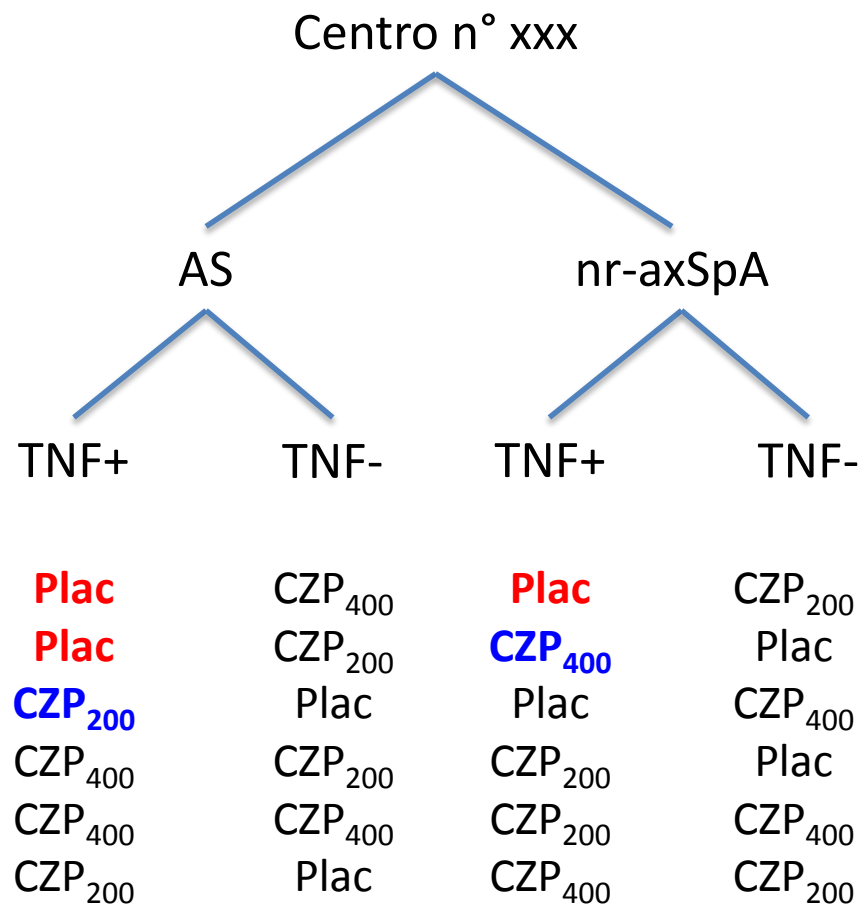 Centro n° xxx
AS nr-axSpA
TNF+ TNF- TNF+ TNF-
Plac CZP400 Plac CZP200
Plac CZP200 CZP400 Plac
CZP200 Plac Plac CZP400
CZP400 CZP200 CZP200 Plac
CZP400 CZP400 CZP200 CZP400
CZP200 Plac CZP400 CZP200